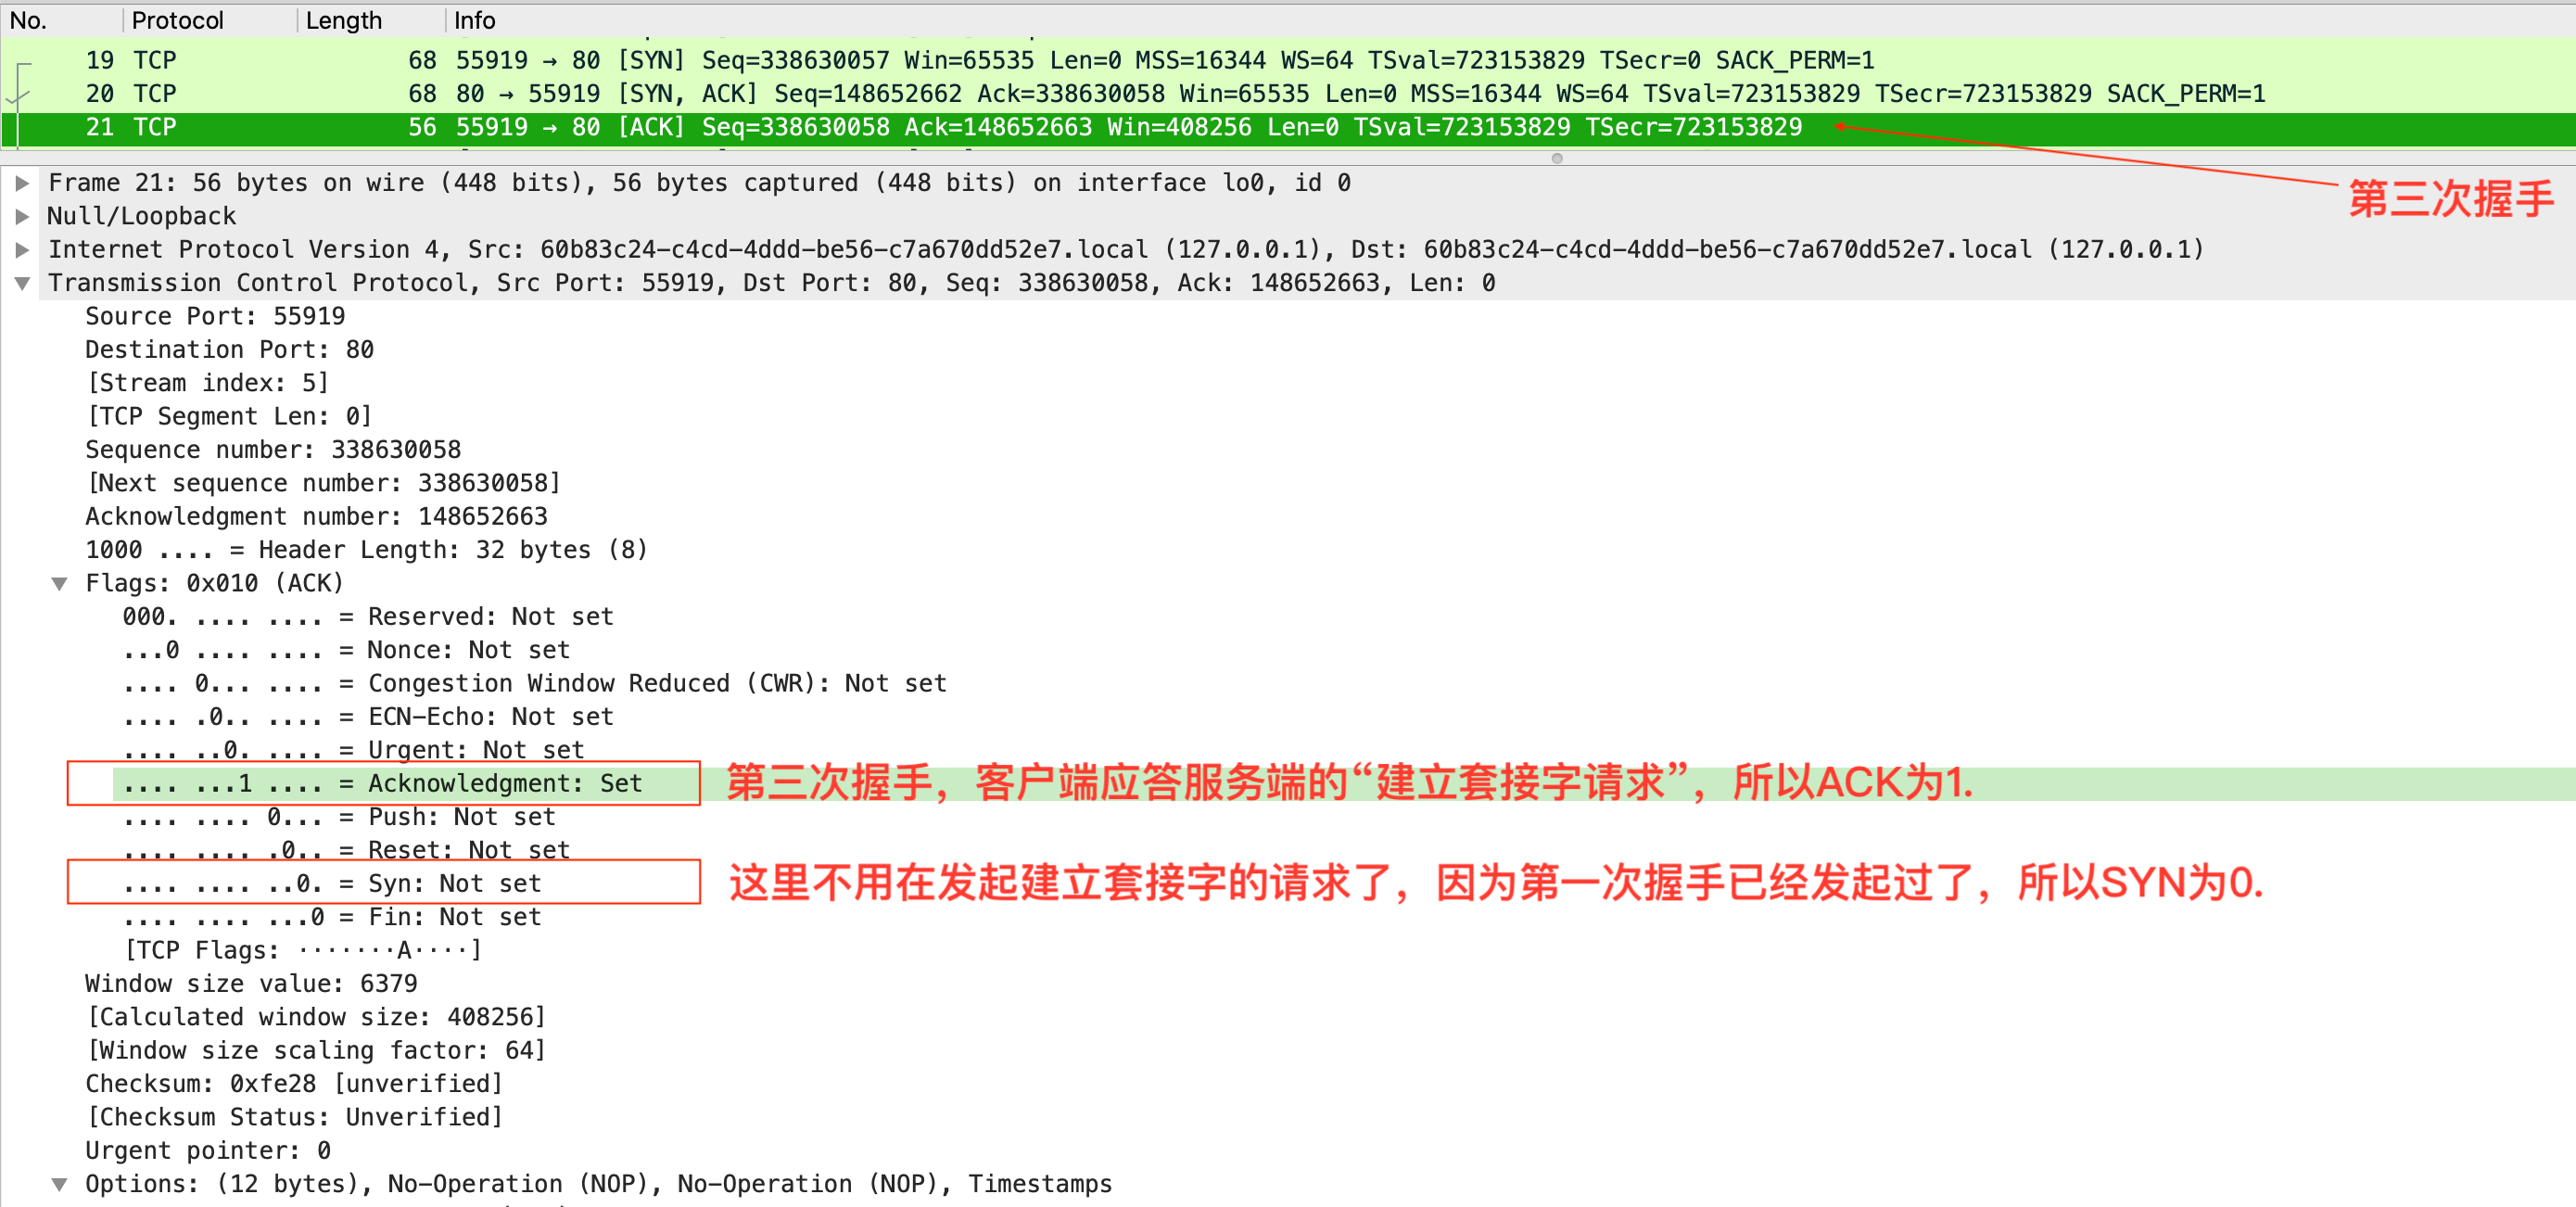 No. Protocol Length Info
19 TCP 68 55919 → 80 [SYN] Seq=338630057 Win=65535 Len=0 MSS=16344 WS=64 TSval=723153829 TSecr=0 SACK_PERM=1
20 TCP 68 80 → 55919 [SYN, ACK] Seq=148652662 Ack=338630058 Win=65535 Len=0 MSS=16344 WS=64 TSval=723153829 TSecr=723153829 SACK_PERM=1
21 TCP 56 55919 → 80 [ACK] Seq=338630058 Ack=148652663 Win=408256 Len=0 TSval=723153829 TSecr=723153829
Frame 21: 56 bytes on wire (448 bits), 56 bytes captured (448 bits) on interface lo0, id 0
第三次握手
Null/Loopback
Internet Protocol Version 4, Src: 60b83c24-c4cd-4ddd-be56-c7a670dd52e7.local (127.0.0.1), Dst: 60b83c24-c4cd-4ddd-be56-c7a670dd52e7.local (127.0.0.1)
Transmission Control Protocol, Src Port: 55919, Dst Port: 80, Seq: 338630058, Ack: 148652663, Len: 0
Source Port: 55919
Destination Port: 80
[Stream index: 5]
[TCP Segment Len: 0]
Sequence number: 338630058
[Next sequence number: 338630058]
Acknowledgment number: 148652663
1000 .... = Header Length: 32 bytes (8)
Flags: 0x010 (ACK)
000. .... .... = Reserved: Not set
...0 .... .... = Nonce: Not set
.... 0... .... = Congestion Window Reduced (CWR): Not set
.... .0.. .... = ECN-Echo: Not set
.... ..0. .... = Urgent: Not set
.... ...1 .... = Acknowledgment: Set
第三次握手，客户端应答服务端的“建立套接字请求”，所以ACK为1.
.... .... 0... = Push: Not set
.... .... .0.. = Reset: Not set
.... .... ..0. = Syn: Not set
这里不用在发起建立套接字的请求了，因为第一次握手已经发起过了，所以SYN为0.
.... .... ...0 = Fin: Not set
[TCP Flags: ·······A····]
Window size value: 6379
[Calculated window size: 408256]
[Window size scaling factor: 64]
Checksum: 0xfe28 [unverified]
[Checksum Status: Unverified]
Urgent pointer: 0
Options: (12 bytes), No-Operation (NOP), No-Operation (NOP), Timestamps